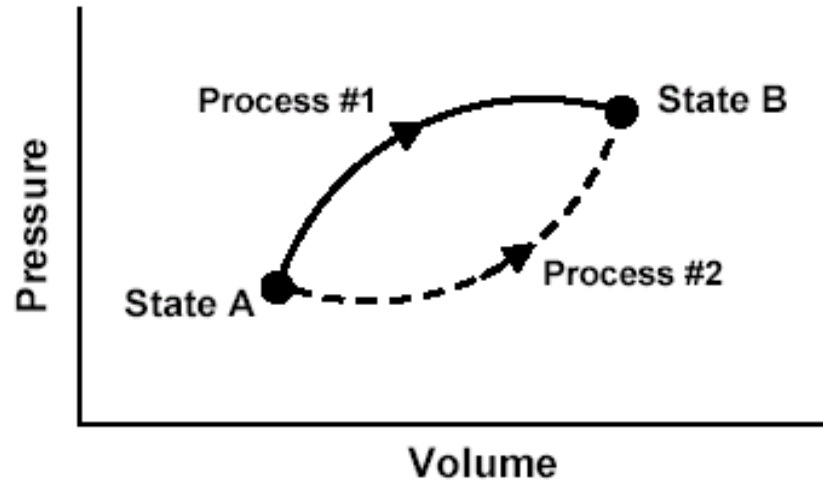 Process #1
State B
Pressure
State A
Process #2
Volume